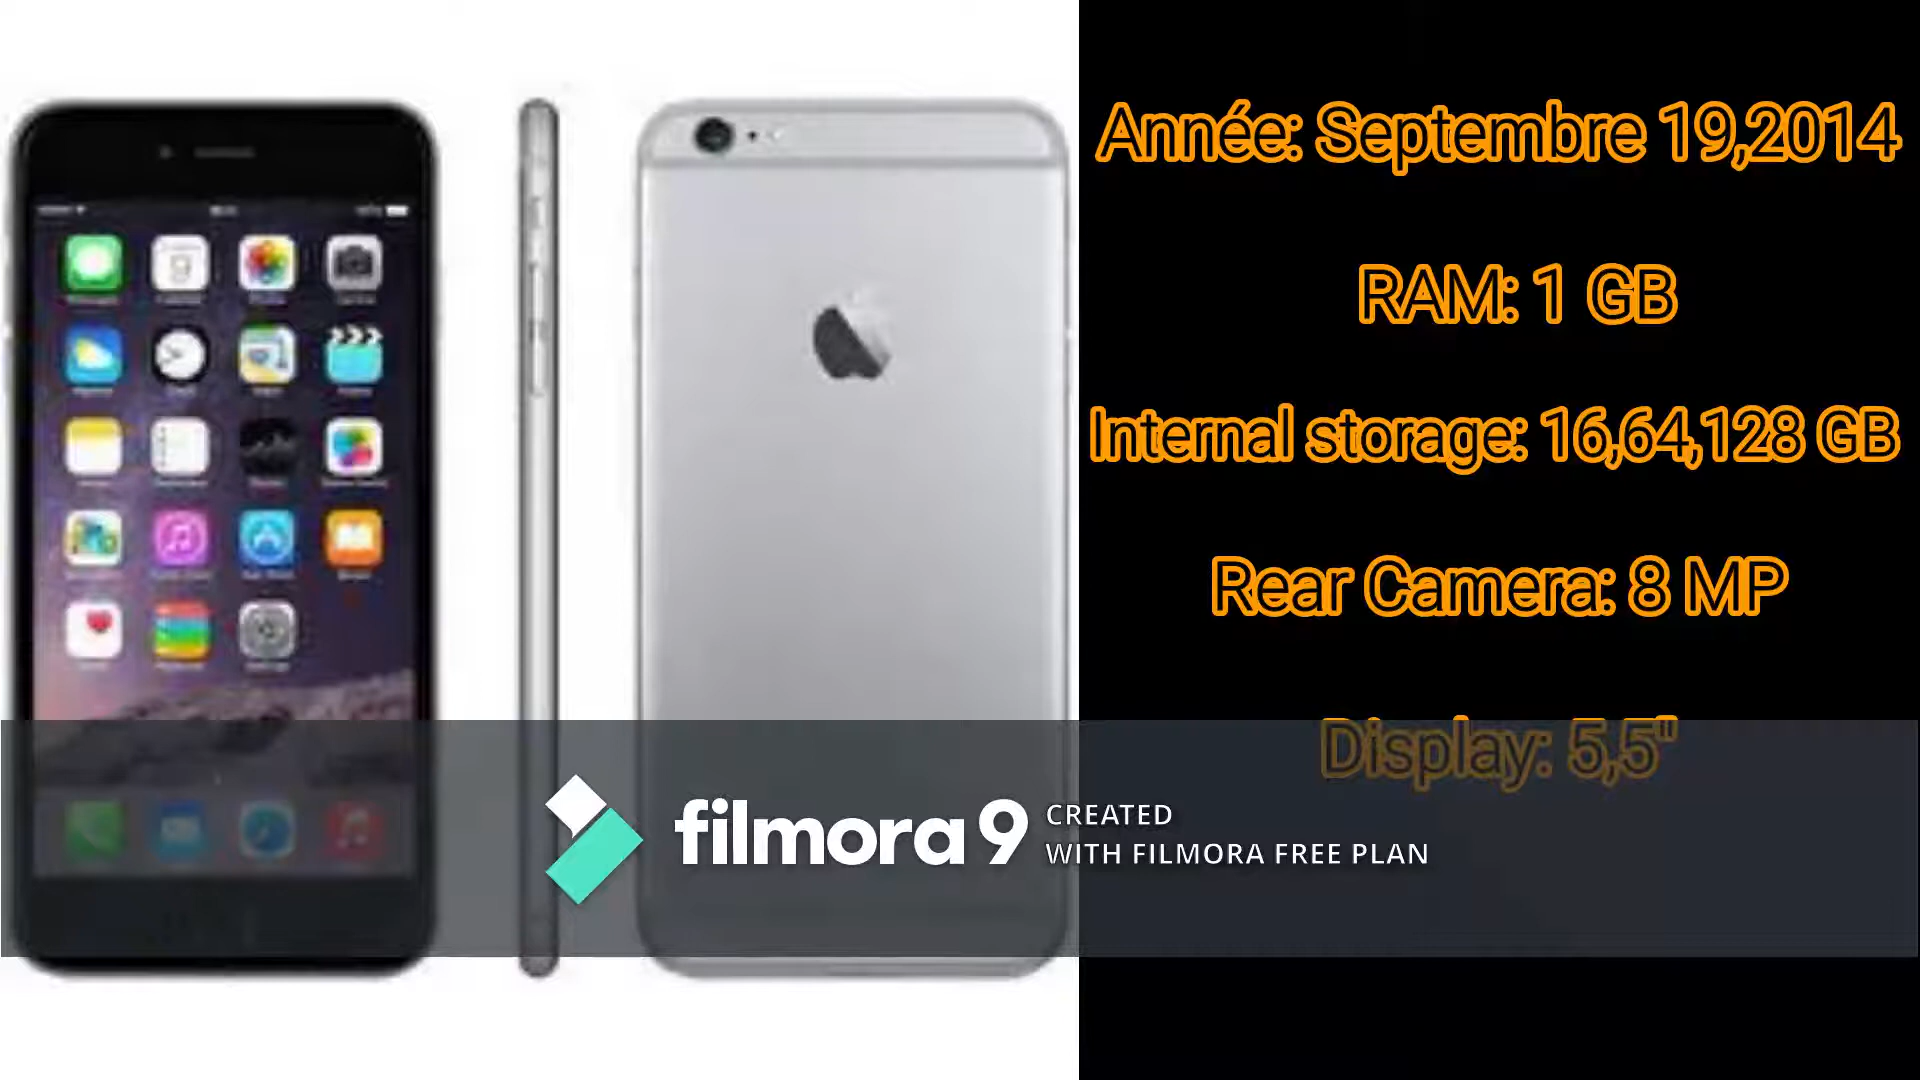 Année: Septembre 19,2014
RAM: 1 GB
Internal storage: 16,64,128 GB
Rear Camera: 8 MP
Display: 5,5"
filmora 9
CREATED
WITH FILMORA FREE PLAN